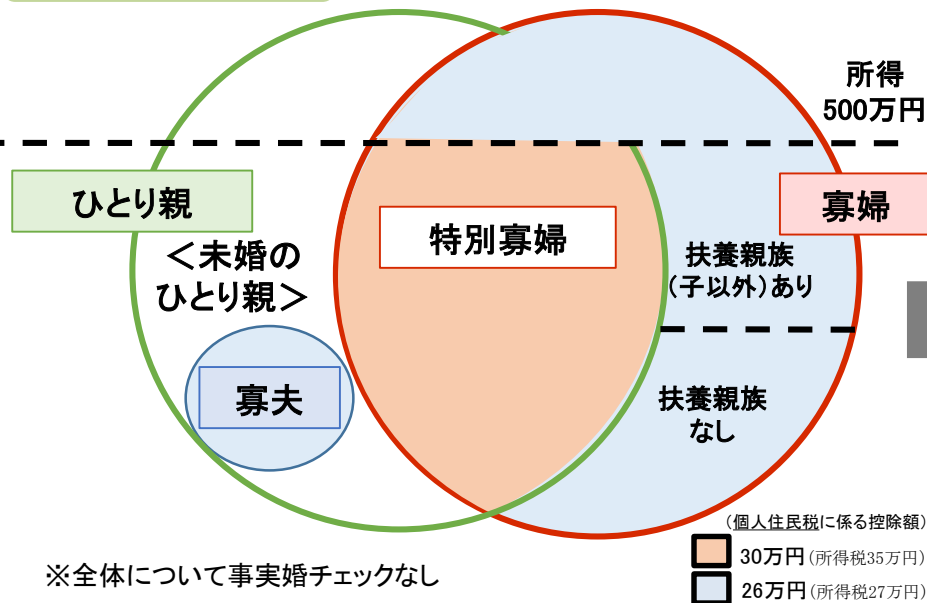 所得
500万円
ひとり親
特別寡婦
寡婦
＜未婚の
ひとり親＞
扶養親族
（子以外）あり
寡夫
扶養親族
なし
（個人住民税に係る控除額）
30万円（所得税35万円）
26万円（所得税27万円）
※全体について事実婚チェックなし